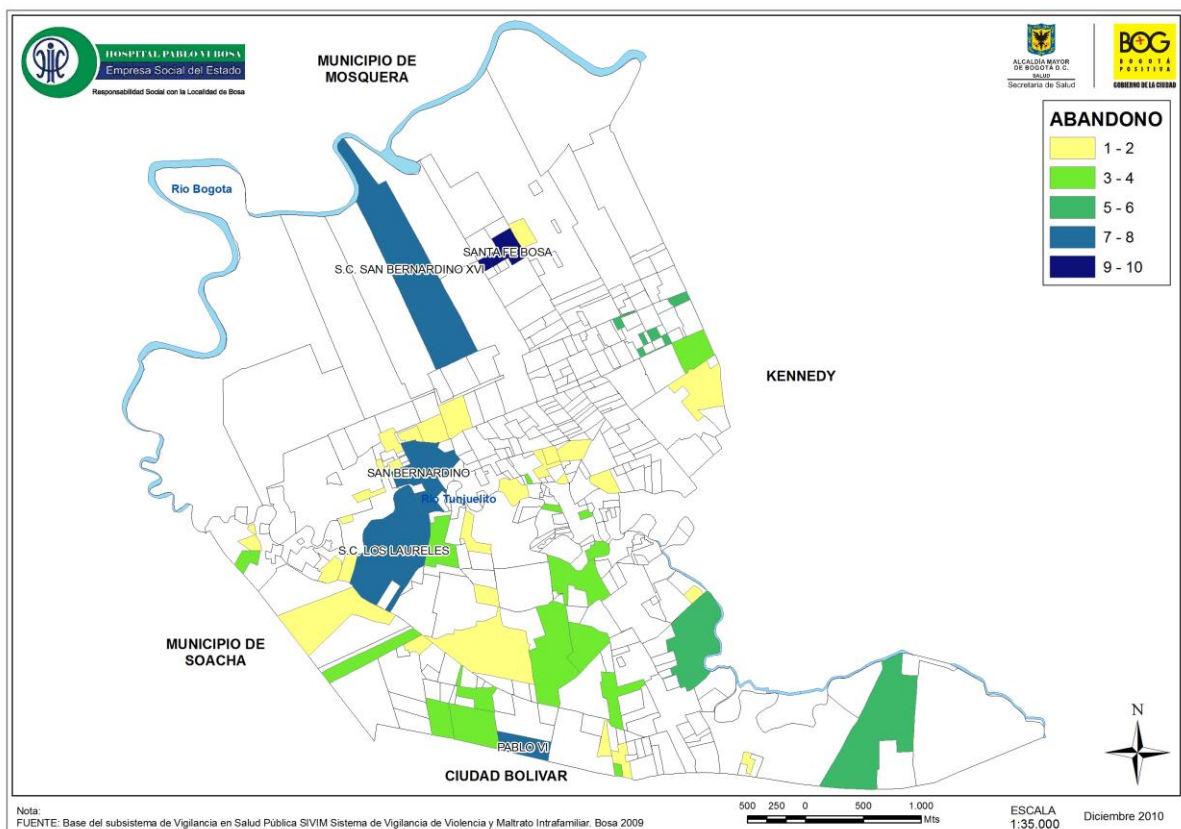 HOSPITAL PABLO VI BOSA
Empresa Social del Estado
Responsabilidad Social con la Localidad de Bosa
MUNICIPIO DE
MOSQUERA
ALCALDÍA MAYOR
DE BOGOTÁ D.C.
SALUD
Secretaría de Salud
BOG
BOGOTÁ
POSITIVA
GOBIERNO DE LA CIUDAD
ABANDONO
1 - 2
3 - 4
5 - 6
7 - 8
9 - 10
Rio Bogota
SANTA FE BOSA
S.C. SAN BERNARDINO XVI
KENNEDY
SAN BERNARDINO
Rio Tunjuelito
S.C. LOS LAURELES
MUNICIPIO DE
SOACHA
PABLO VI
CIUDAD BOLIVAR
N
Nota:
FUENTE: Base del subsistema de Vigilancia en Salud Pública SIVIM Sistema de Vigilancia de Violencia y Maltrato Intrafamiliar. Bosa 2009
500 250 0 500 1.000
Mts
ESCALA
1:35.000
Diciembre 2010